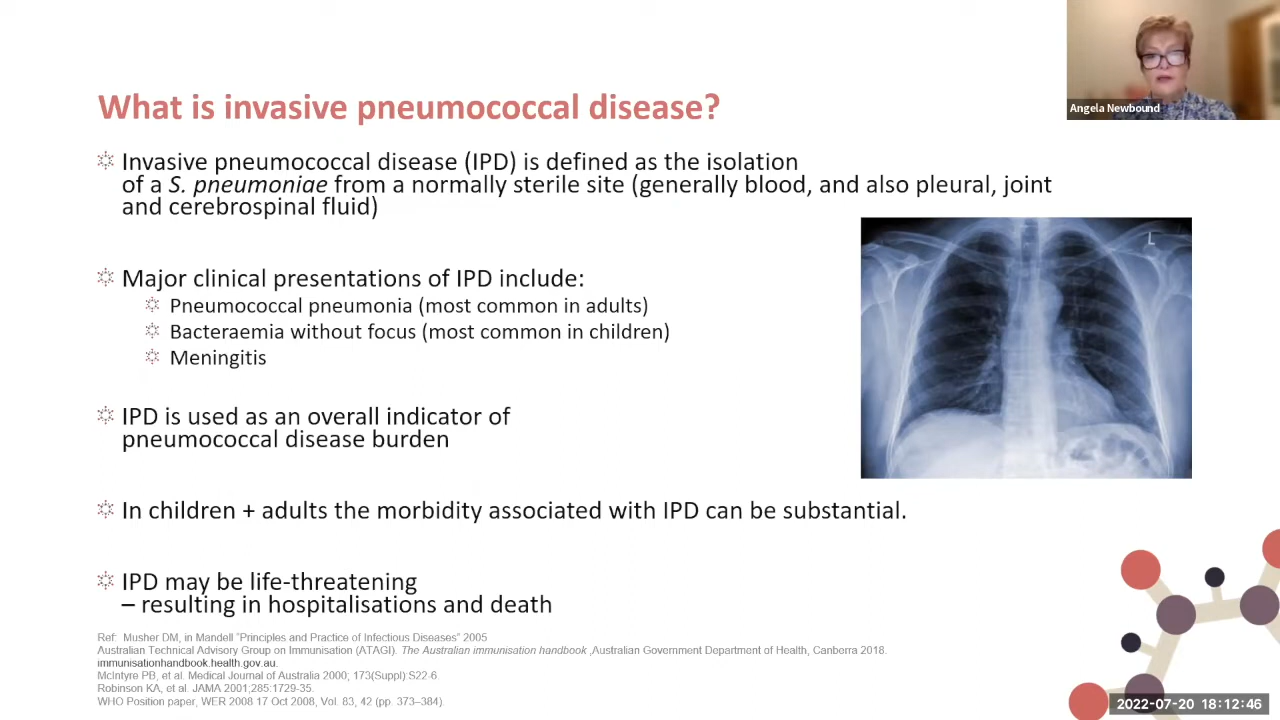 What is invasive pneumococcal disease?
Angela Newbound
Invasive pneumococcal disease (IPD) is defined as the isolation
of a S. pneumoniae from a normally sterile site (generally blood, and also pleural, joint
and cerebrospinal fluid)
L
Major clinical presentations of IPD include:
Pneumococcal pneumonia (most common in adults)
Bacteraemia without focus (most common in children)
Meningitis
IPD is used as an overall indicator of
pneumococcal disease burden
In children + adults the morbidity associated with IPD can be substantial.
IPD may be life-threatening
– resulting in hospitalisations and death
Ref: Musher DM, in Mandell "Principles and Practice of Infectious Diseases" 2005
Australian Technical Advisory Group on Immunisation (ATAGI). The Australian immunisation handbook ,Australian Government Department of Health, Canberra 2018.
immunisationhandbook.health.gov.au.
McIntyre PB, et al. Medical Journal of Australia 2000; 173(Suppl):S22-6.
Robinson KA, et al. JAMA 2001;285:1729-35.
WHO Position paper, WER 2008 17 Oct 2008, Vol. 83, 42 (pp. 373–384).
2022-07-20 18:12:46